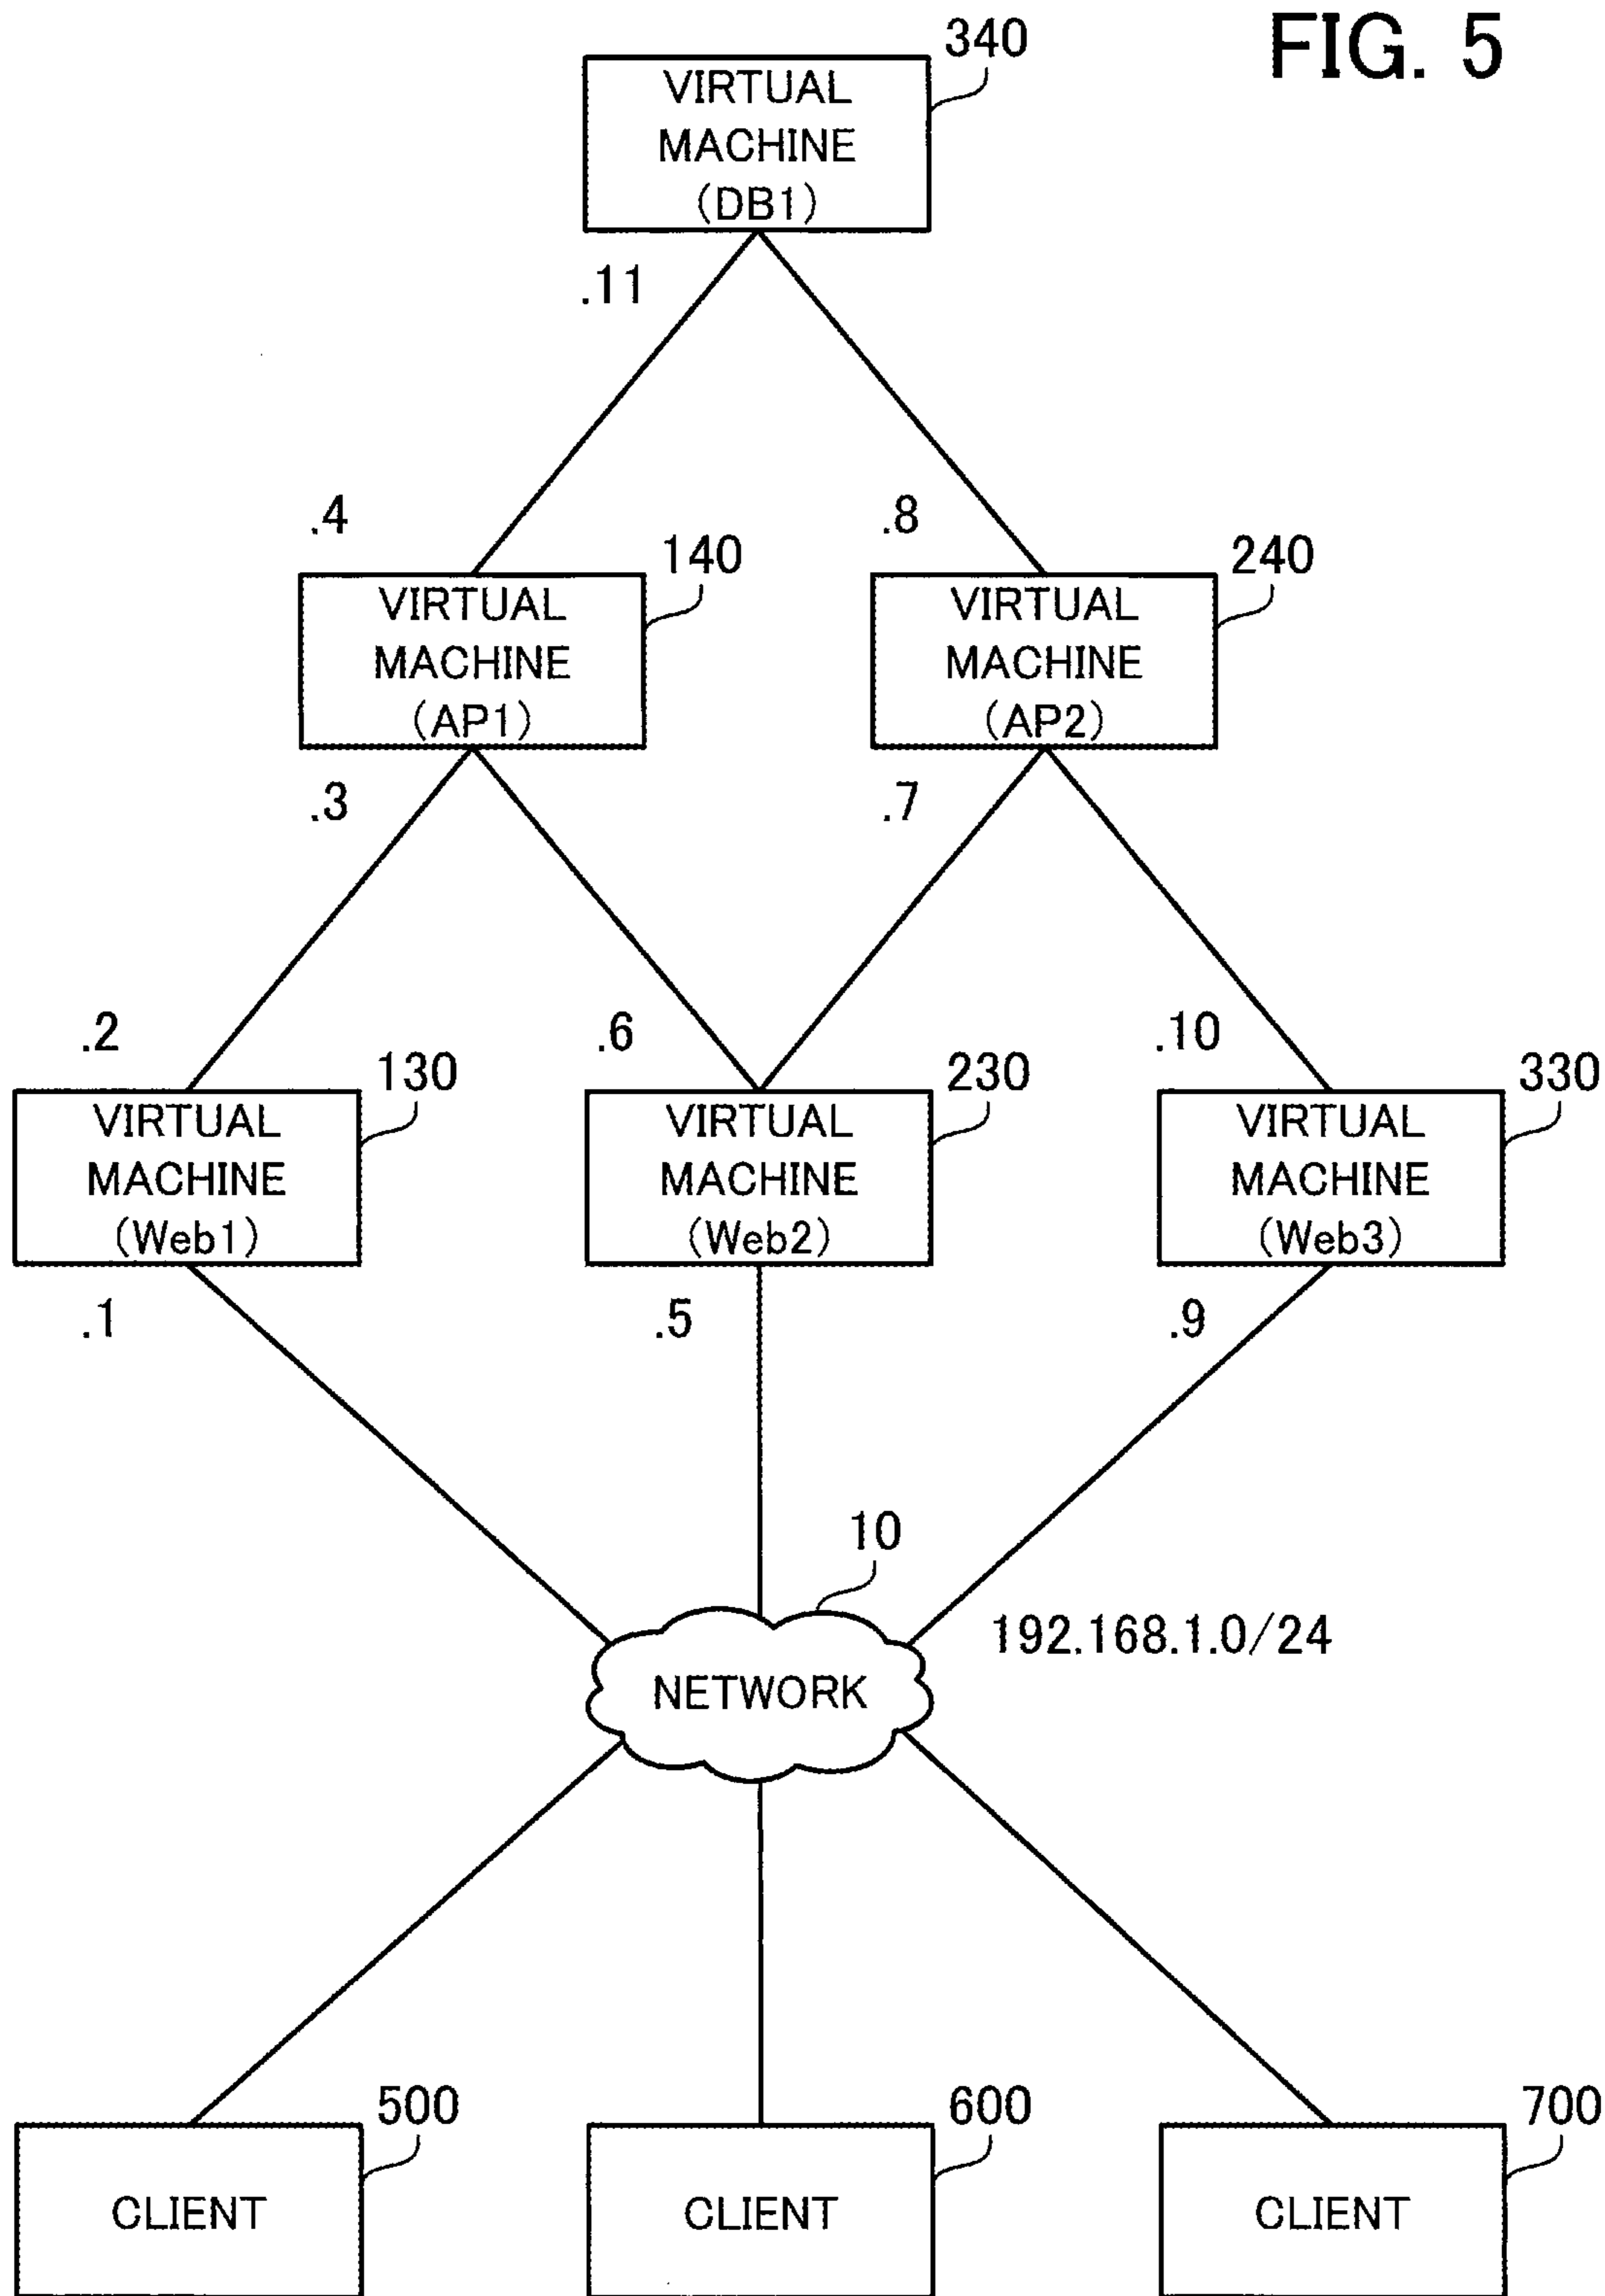 FIG. 5
340
VIRTUAL
MACHINE
(DB1)
.11
.4
.8
140
240
VIRTUAL
MACHINE
(AP1)
VIRTUAL
MACHINE
(AP2)
.3
.7
.2
.6
.10
130
230
330
VIRTUAL
MACHINE
(Web1)
VIRTUAL
MACHINE
(Web2)
VIRTUAL
MACHINE
(Web3)
.1
.5
.9
10
192.168.1.0/24
NETWORK
500
600
700
CLIENT
CLIENT
CLIENT